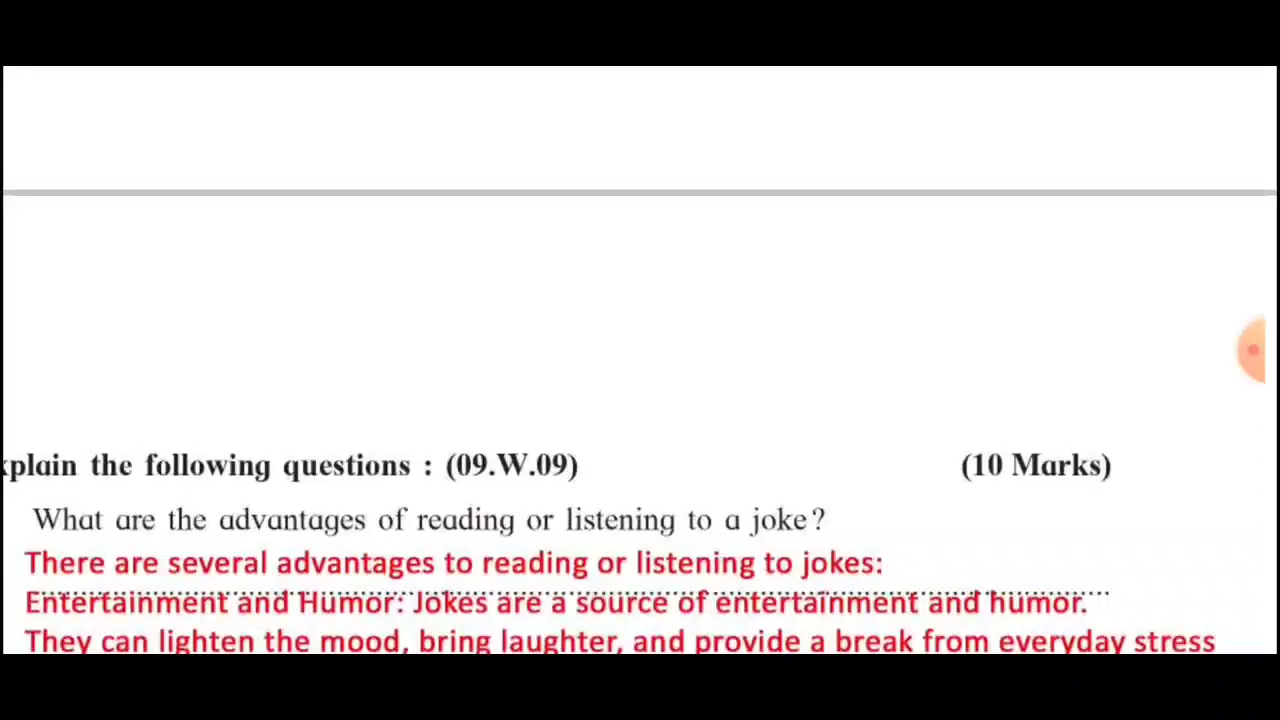 xplain the following questions : (09.W.09) (10 Marks)
What are the advantages of reading or listening to a joke?
There are several advantages to reading or listening to jokes:
Entertainment and Humor: Jokes are a source of entertainment and humor.
They can lighten the mood, bring laughter, and provide a break from everyday stress